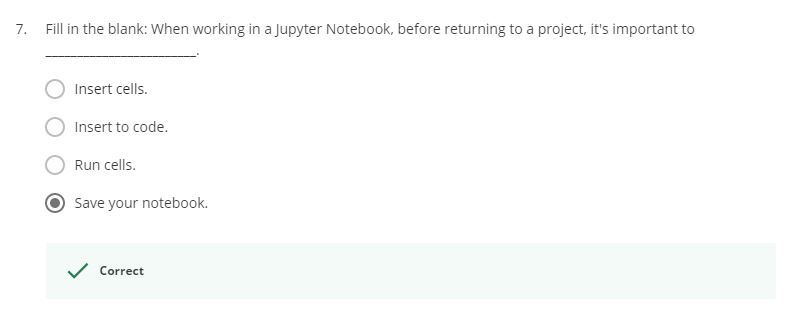 7. Fill in the blank: When working in a Jupyter Notebook, before returning to a project, it's important to
_________________________.
Insert cells.
Insert to code.
Run cells.
Save your notebook.
Correct